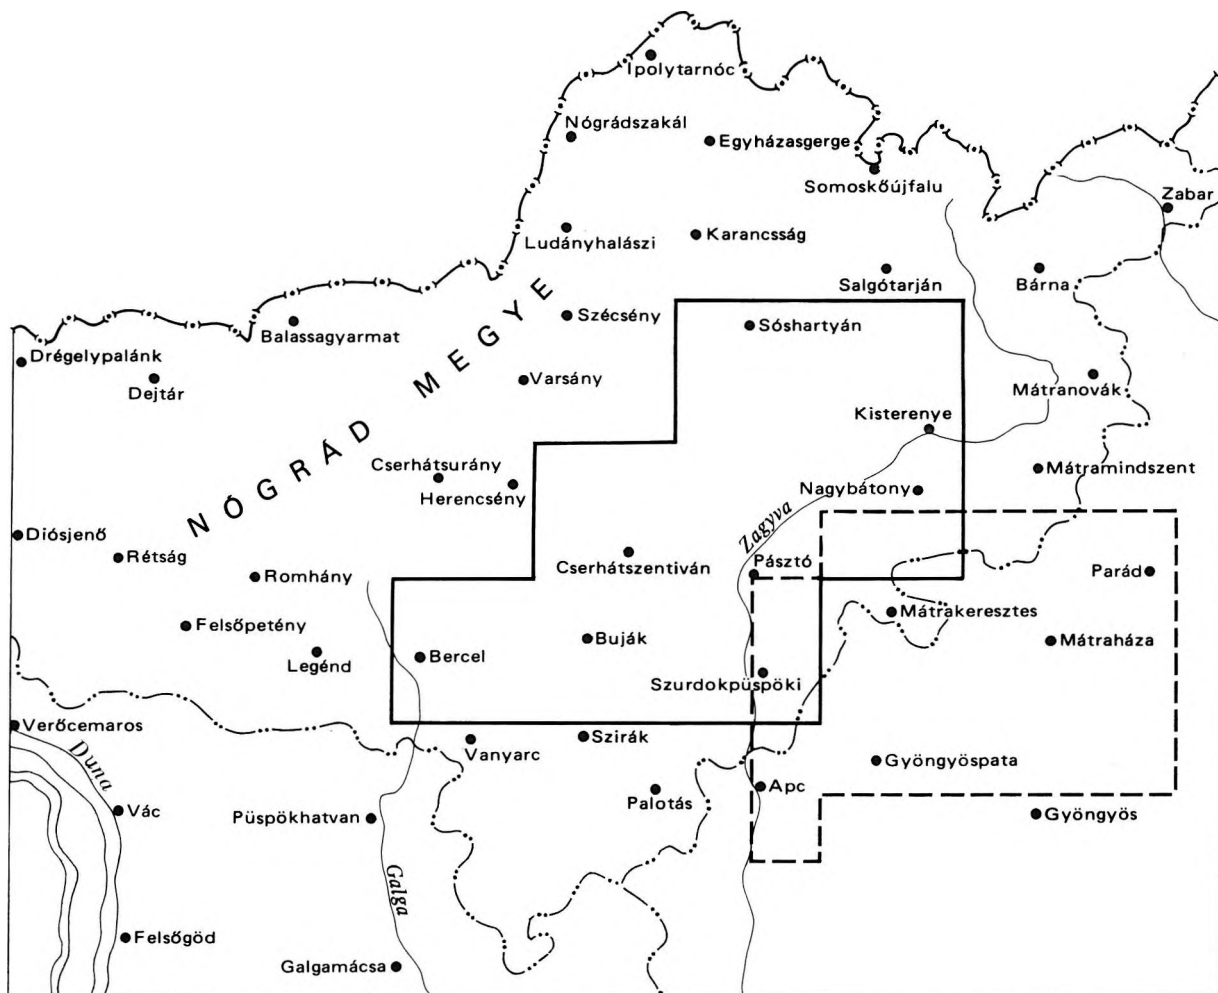 Ipolytarnóc
Nógrádszakál
Egyházasgerge
Somoskőújfalu
Zabar
Ludányhalászi
Karancsság
Salgótarján
Bárna
NÓGRÁD MEGYE
Szécsény
Sóshartyán
Balassagyarmat
Drégelypalánk
Dejtár
Varsány
Mátranovák
Kisterenye
Cserhátsurány
Herencsény
Mátramindszent
Nagybátony
Zagyva
Diósjenő
Rétság
Romhány
Cserhátszentiván
Pásztó
Parád
Mátrakeresztes
Felsőpetény
Legénd
Bercel
Buják
Mátraháza
Szurdokpüspöki
Verőcemaros
Duna
Vanyarc
Szirák
Gyöngyöspata
Vác
Püspökhatvan
Palotás
Apc
Gyöngyös
Galga
Felsőgöd
Galgamácsa